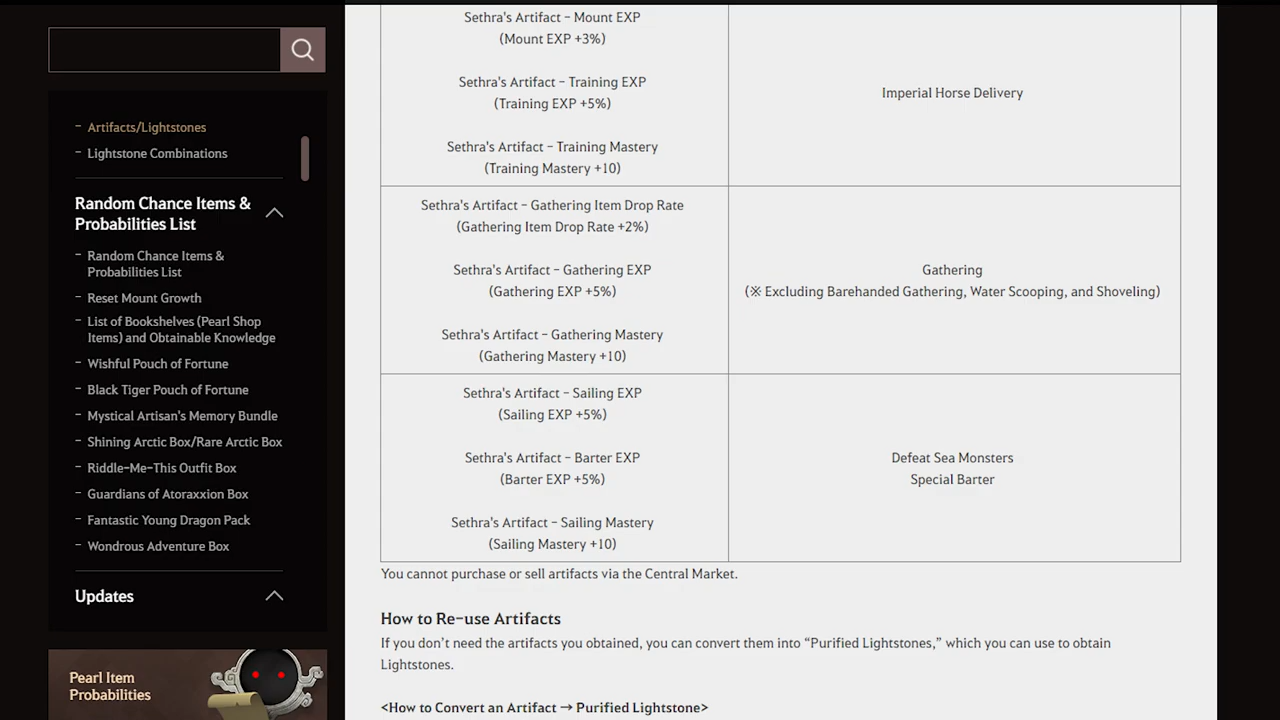 Artifacts/Lightstones
Lightstone Combinations
Random Chance Items &
Probabilities List
Random Chance Items &
Probabilities List
Reset Mount Growth
List of Bookshelves (Pearl Shop
Items) and Obtainable Knowledge
Wishful Pouch of Fortune
Black Tiger Pouch of Fortune
Mystical Artisan's Memory Bundle
Shining Arctic Box/Rare Arctic Box
Riddle-Me-This Outfit Box
Guardians of Atoraxxion Box
Fantastic Young Dragon Pack
Wondrous Adventure Box
Updates
Pearl Item
Probabilities
Sethra's Artifact - Mount EXP
(Mount EXP +3%)
Sethra's Artifact - Training EXP
(Training EXP +5%)
Sethra's Artifact - Training Mastery
(Training Mastery +10)
Imperial Horse Delivery
Sethra's Artifact - Gathering Item Drop Rate
(Gathering Item Drop Rate +2%)
Sethra's Artifact - Gathering EXP
(Gathering EXP +5%)
Sethra's Artifact - Gathering Mastery
(Gathering Mastery +10)
Gathering
(※ Excluding Barehanded Gathering, Water Scooping, and Shoveling)
Sethra's Artifact - Sailing EXP
(Sailing EXP +5%)
Sethra's Artifact - Barter EXP
(Barter EXP +5%)
Sethra's Artifact - Sailing Mastery
(Sailing Mastery +10)
Defeat Sea Monsters
Special Barter
You cannot purchase or sell artifacts via the Central Market.
How to Re-use Artifacts
If you don't need the artifacts you obtained, you can convert them into “Purified Lightstones,” which you can use to obtain
Lightstones.
<How to Convert an Artifact → Purified Lightstone>